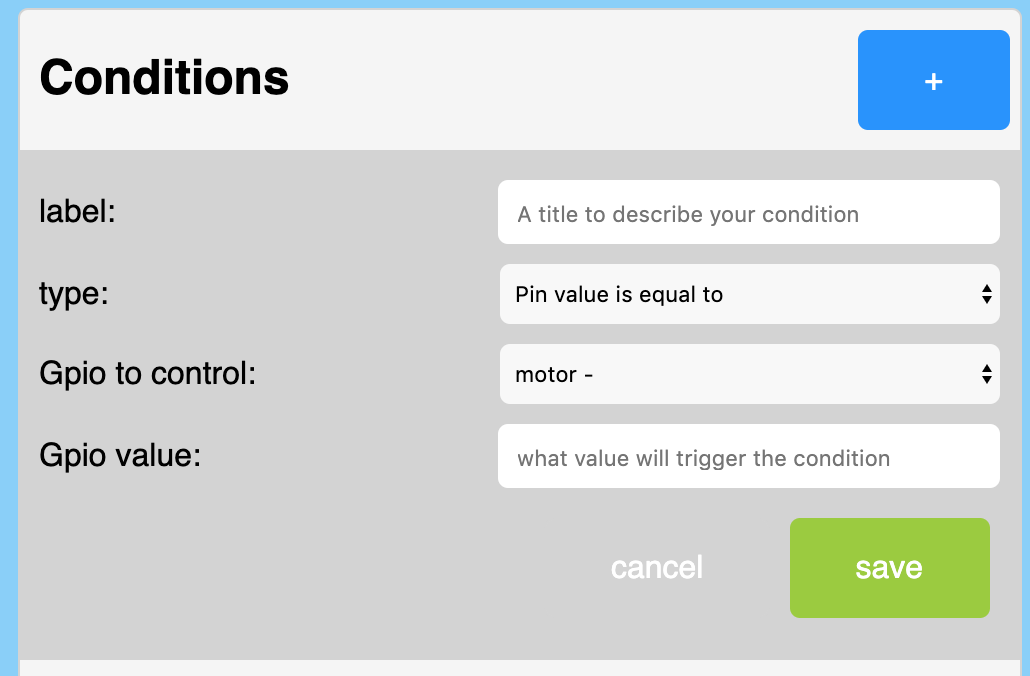 Conditions
+
label:
A title to describe your condition
type:
Pin value is equal to
Gpio to control:
motor -
Gpio value:
what value will trigger the condition
cancel
save